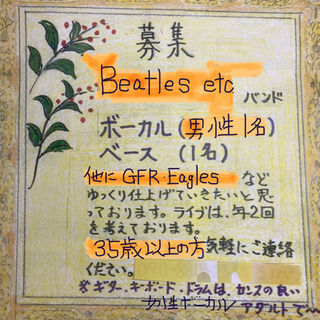 募集
Beatles etc
バンド
ボーカル(男性1名)
ベース(1名)
他にGFR・Eagles など
ゆっくり仕上げていきたいと思
っております。ライブは、年2回
を考えております。
35歳以上の方気軽にご連絡
ください。
※ギター、キーボード・ドラムは、センスの良い
女性ボーカル アダルトで